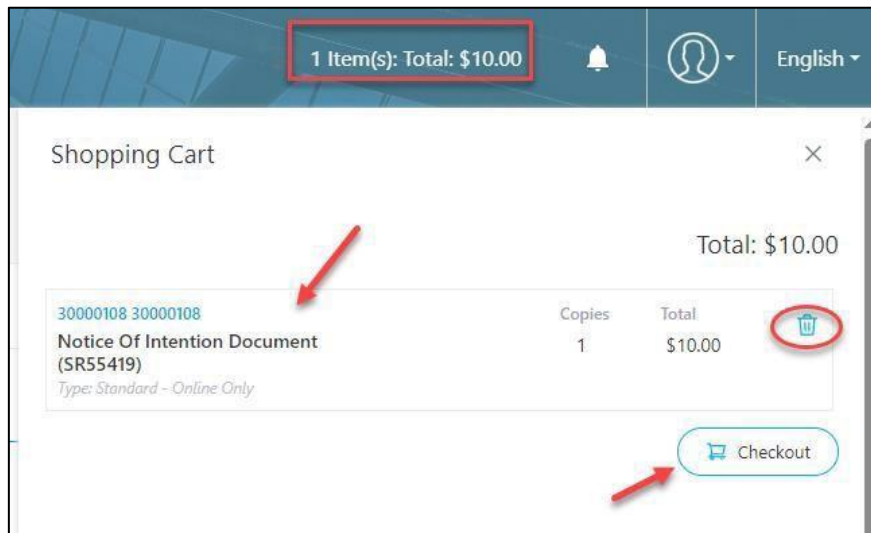 1 Item(s): Total: $10.00
English
Shopping Cart
Total: $10.00
30000108 30000108
Copies
Total
Notice Of Intention Document
1
$10.00
(SR55419)
Type: Standard - Online Only
Checkout